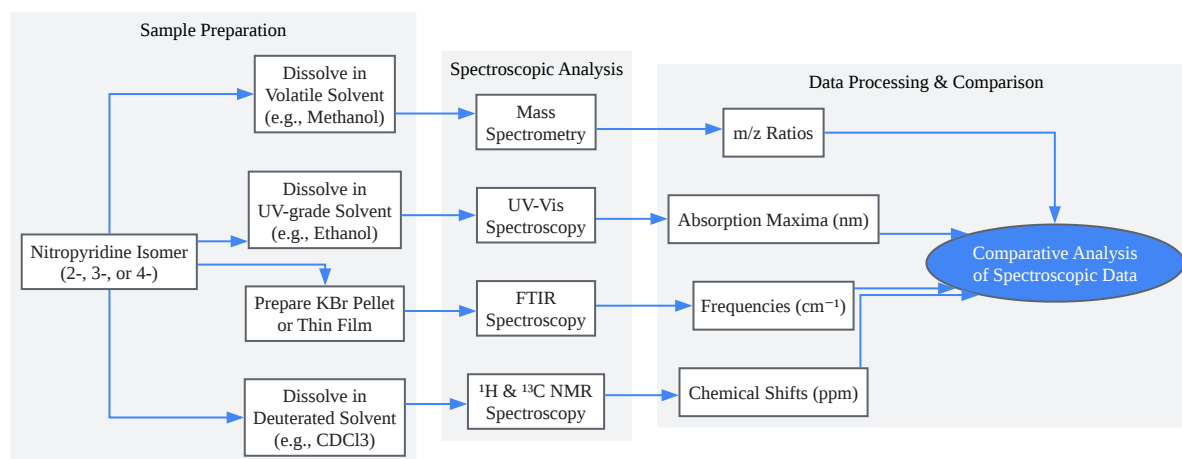 Sample Preparation
Nitropyridine Isomer
(2-, 3-, or 4-)
Dissolve in
Volatile Solvent
(e.g., Methanol)
Dissolve in
UV-grade Solvent
(e.g., Ethanol)
Prepare KBr Pellet
or Thin Film
Dissolve in
Deuterated Solvent
(e.g., CDCl3)
Spectroscopic Analysis
Mass
Spectrometry
UV-Vis
Spectroscopy
FTIR
Spectroscopy
¹H & ¹³C NMR
Spectroscopy
Data Processing & Comparison
m/z Ratios
Absorption Maxima (nm)
Frequencies (cm⁻¹)
Chemical Shifts (ppm)
Comparative Analysis
of Spectroscopic Data